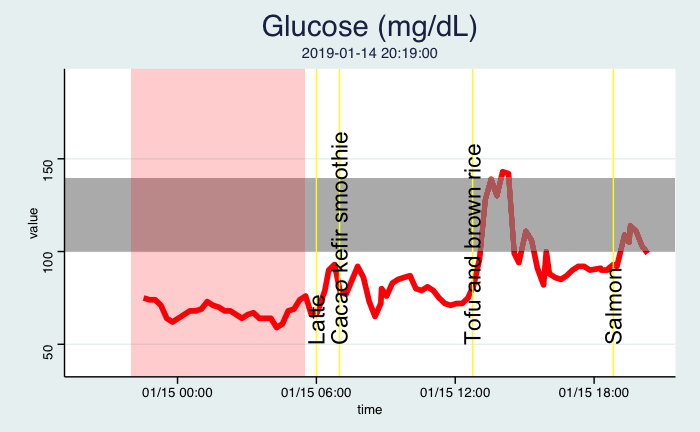 Glucose (mg/dL)
2019-01-14 20:19:00
150
100
50
value
Latte
Cacao kefir smoothie
Tofu and brown rice
Salmon
01/15 00:00
01/15 06:00
01/15 12:00
01/15 18:00
time